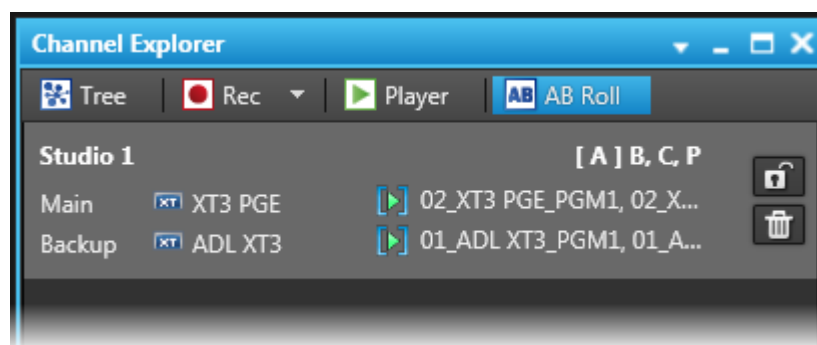 Channel Explorer
Tree Rec Player AB AB Roll
Studio 1 [ A ] B, C, P
Main XT XT3 PGE 02_XT3 PGE_PGM1, 02_X...
Backup XT ADL XT3 01_ADL XT3_PGM1, 01_A...